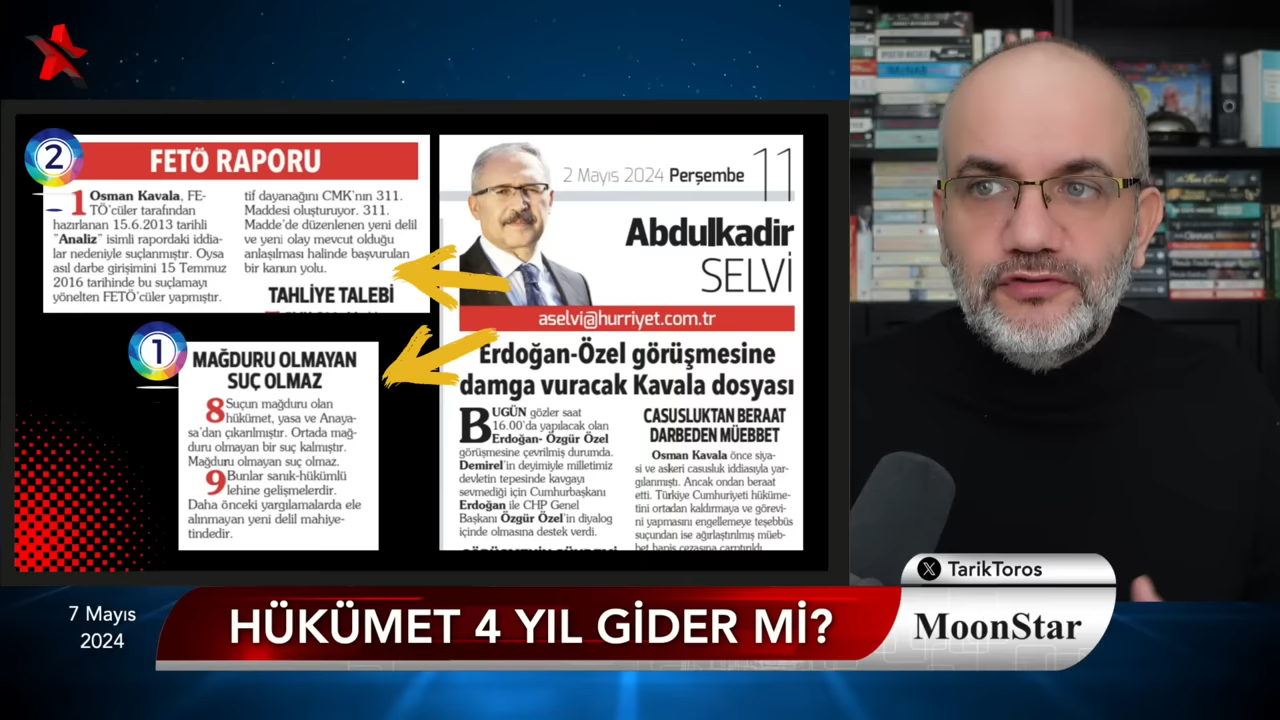 2
FETÖ RAPORU
1 Osman Kavala, FE-
TÖ'cüler tarafından
hazırlanan 15.6.2013 tarihli
"Analiz" isimli rapordaki iddia-
lar nedeniyle suçlanmıştır. Oysa
asıl darbe girişimini 15 Temmuz
2016 tarihinde bu suçlamayı
yönelten FETÖ'cüler yapmıştır.
tif dayanağını CMK'nın 311.
Maddesi oluşturuyor. 311.
Madde'de düzenlenen yeni delil
ve yeni olay mevcut olduğu
anlaşılması halinde başvurulan
bir kanun yolu.
TAHLİYE TALEBİ
1
MAĞDURU OLMAYAN
SUÇ OLMAZ
8 Suçun mağduru olan
hükümet, yasa ve Anaya-
sa'dan çıkarılmıştır. Ortada mağ-
duru olmayan bir suç kalmıştır.
Mağduru olmayan suç olmaz.
9 Bunlar sanık-hükümlü
lehine gelişmelerdir.
Daha önceki yargılamalarda ele
alınmayan yeni delil mahiye-
tindedir.
2 Mayıs 2024 Perşembe 11
Abdulkadir
SELVİ
aselvi@hurriyet.com.tr
Erdoğan-Özel görüşmesine
damga vuracak Kavala dosyası
BUGÜN gözler saat
16.00'da yapılacak olan
Erdoğan- Özgür Özel
görüşmesine çevrilmiş durumda.
Demirel'in deyimiyle milletimiz
devletin tepesinde kavgayı
sevmediği için Cumhurbaşkanı
Erdoğan ile CHP Genel
Başkanı Özgür Özel'in diyalog
içinde olmasına destek verdi.
CASUSLUKTAN BERAAT
DARBEDEN MÜEBBET
Osman Kavala önce siya-
si ve askeri casusluk iddiasıyla yar-
gılanmıştı. Ancak ondan beraat
etti. Türkiye Cumhuriyeti hüküme-
tini ortadan kaldırmaya ve görevi-
ni yapmasını engellemeye teşebbüs
suçundan ise ağırlaştırılmış müeb-
bet hapis cezasına çarptırıldı.
TarikToros
7 Mayıs
2024
HÜKÜMET 4 YIL GİDER Mİ?
MoonStar